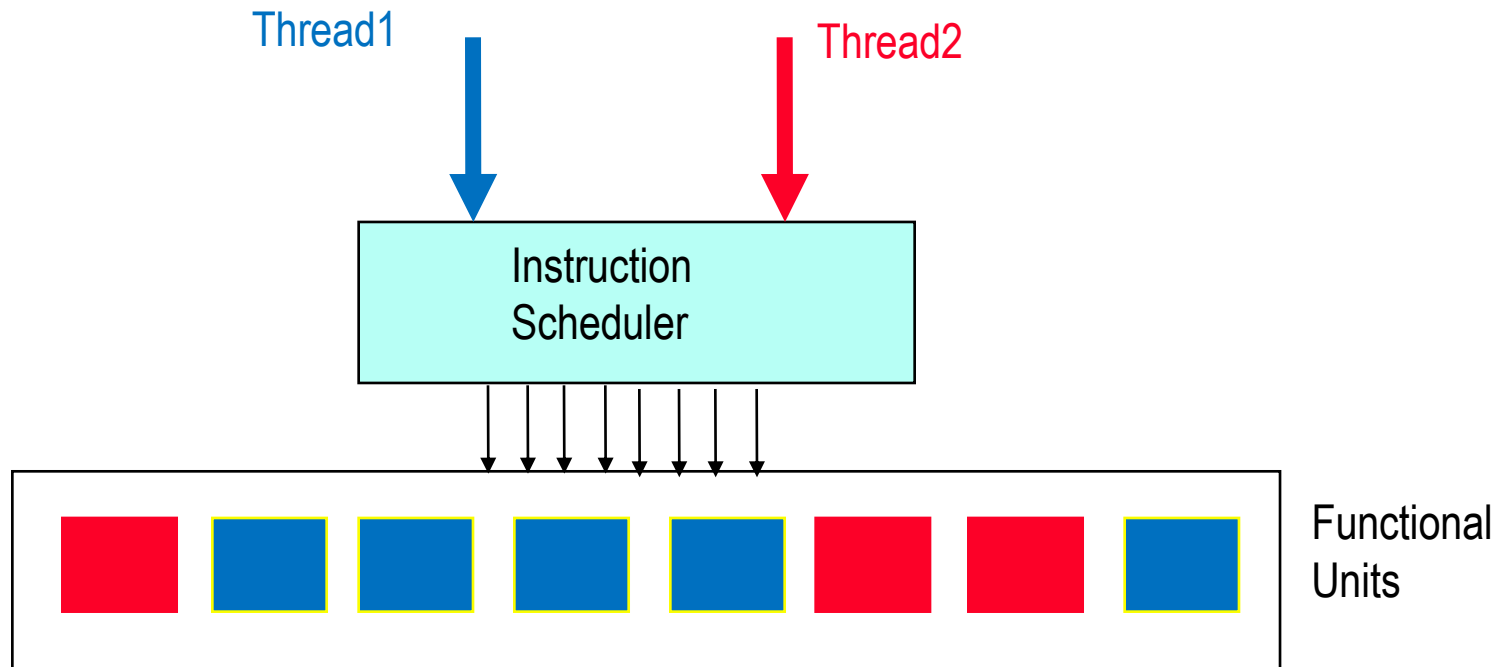 Thread1
Thread2
Instruction
Scheduler
Functional
Units